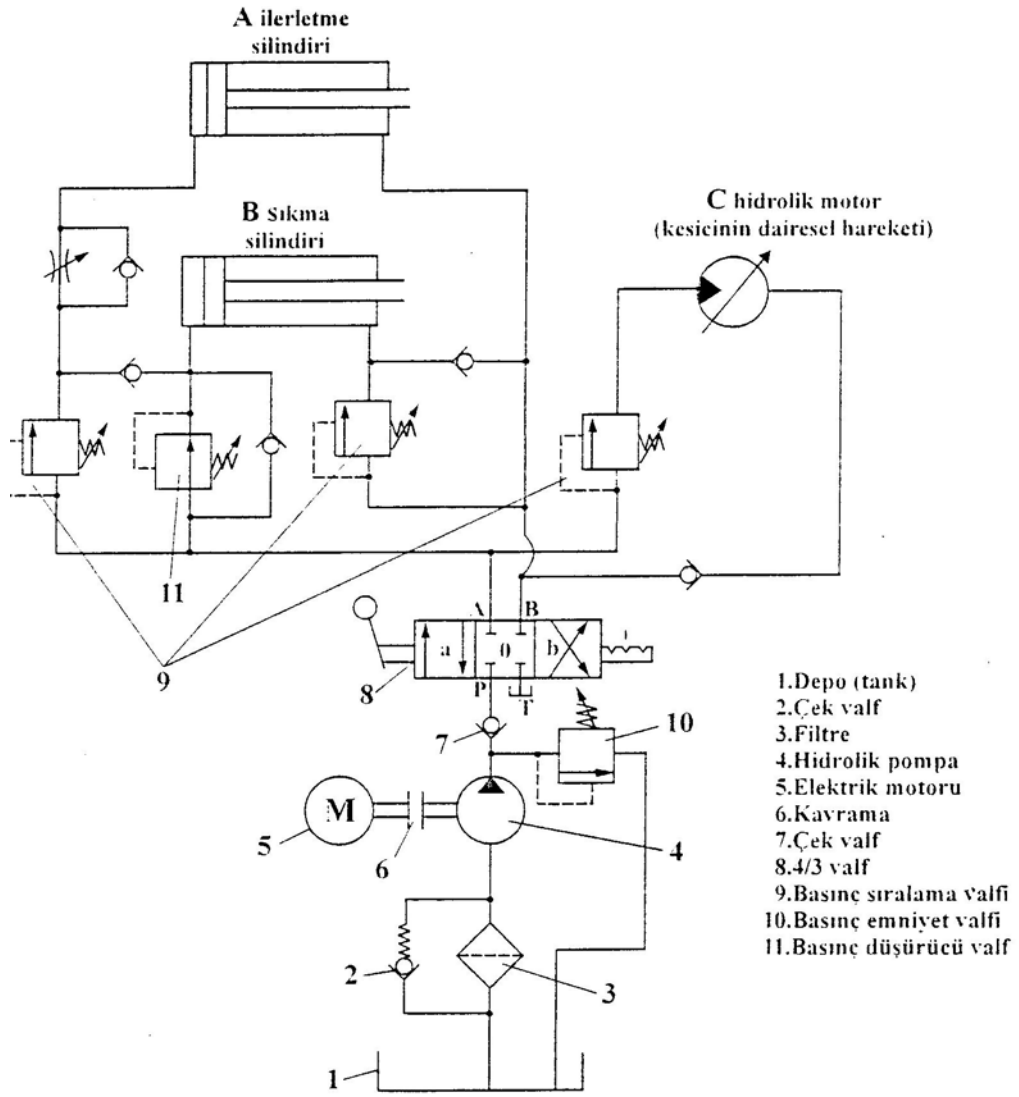 A ilerletme
silindiri
B sıkma
silindiri
C hidrolik motor
(kesicinin dairesel hareketi)
11
9
A B
a 0 b
8
P T
7
10
M
5
6
4
2
3
1
1.Depo (tank)
2.Çek valf
3.Filtre
4.Hidrolik pompa
5.Elektrik motoru
6.Kavrama
7.Çek valf
8.4/3 valf
9.Basınç sıralama valfi
10.Basınç emniyet valfi
11.Basınç düşürücü valf